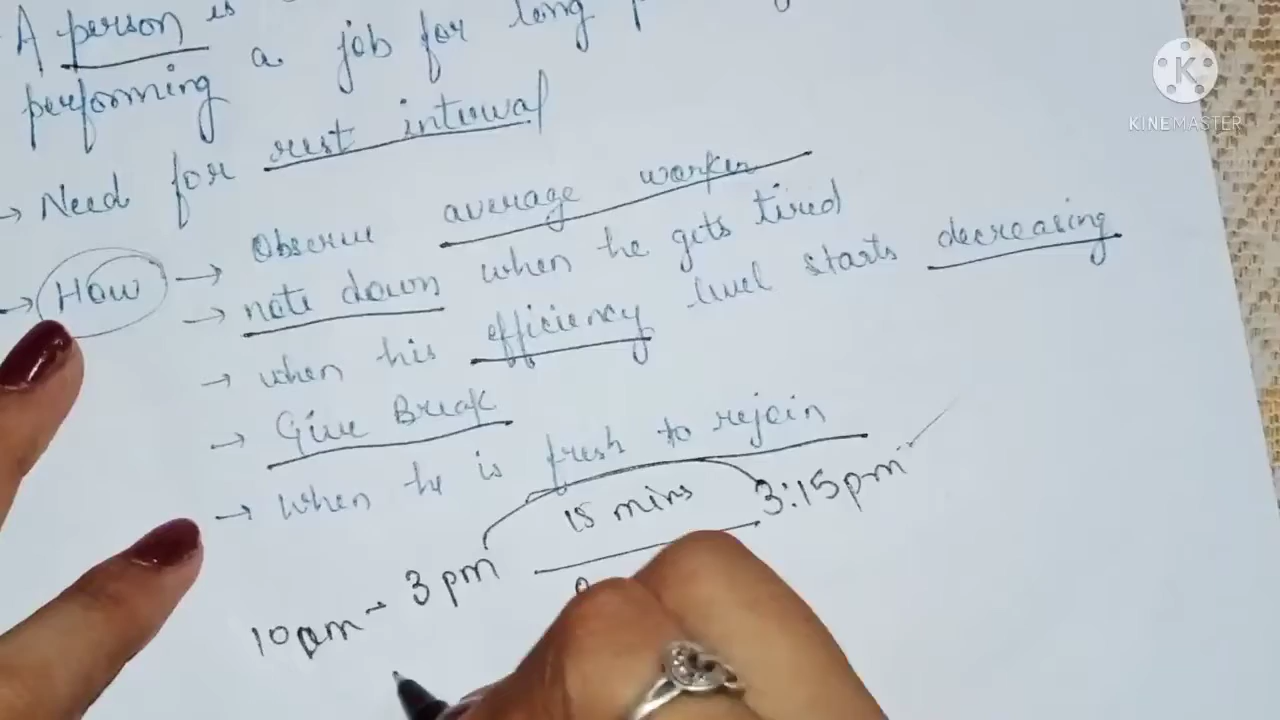 A person is
performing a job for long
→ Need for rest interval
→ How → Observe average worker
→ note down when he gets tired
→ when his efficiency level starts decreasing
→ Give Break
→ when he is fresh to rejoin
15 mins
10am - 3pm 3:15pm
KINEMASTER